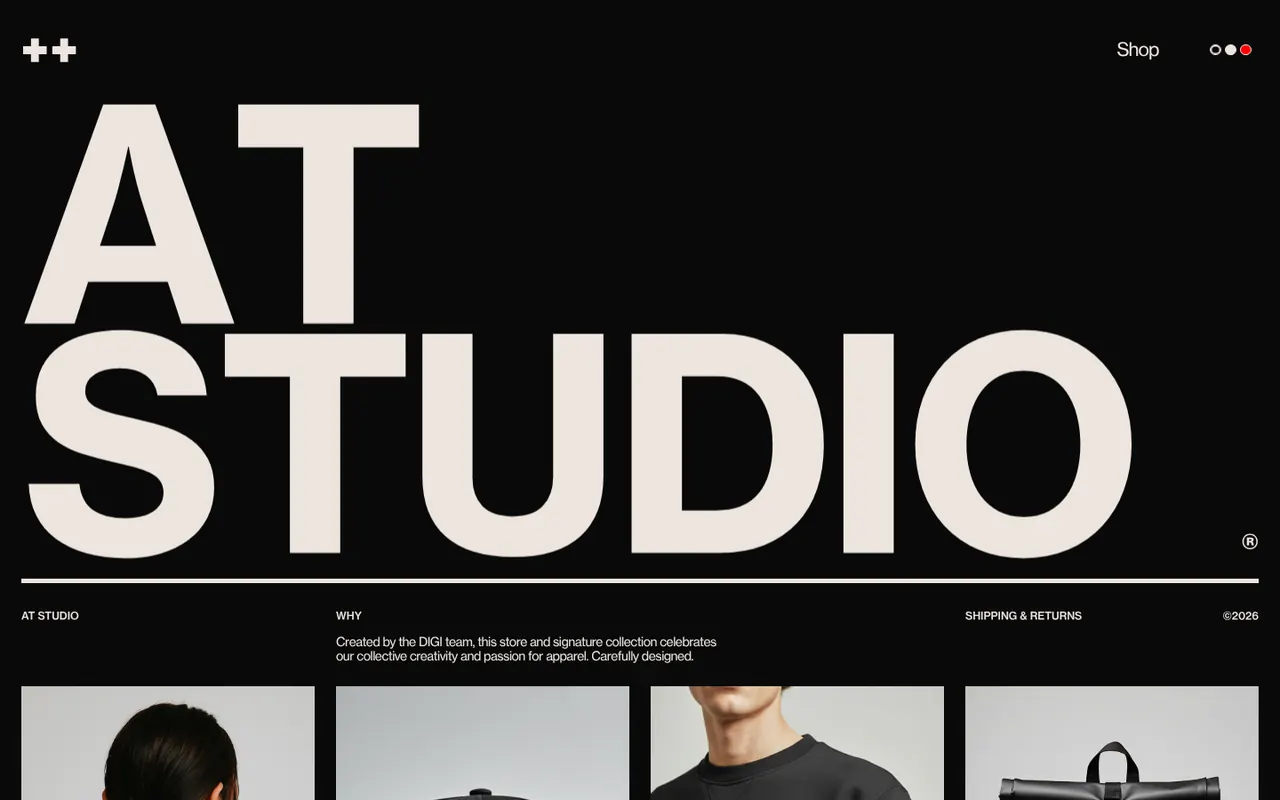 Shop
AT
STUDIO
®
AT STUDIO
WHY
SHIPPING & RETURNS
©2026
Created by the DIGI team, this store and signature collection celebrates
our collective creativity and passion for apparel. Carefully designed.